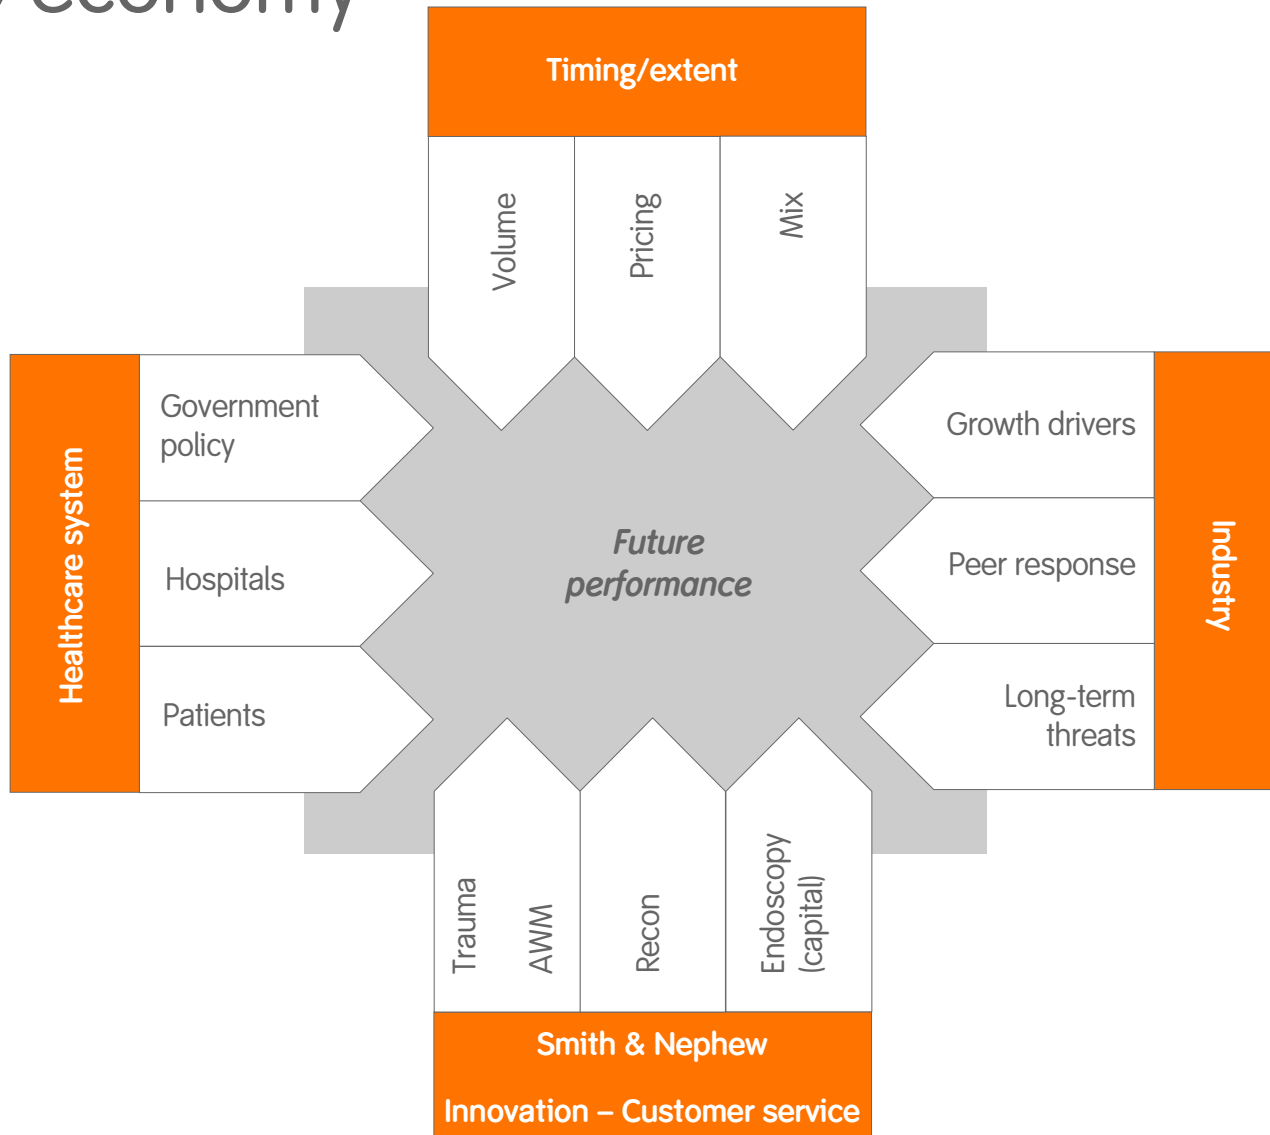 economy
Timing/extent
Volume
Pricing
Mix
Healthcare system
Government
policy
Hospitals
Patients
Future
performance
Growth drivers
Peer response
Long-term
threats
Industry
Trauma
AWM
Recon
Endoscopy
(capital)
Smith & Nephew
Innovation – Customer service